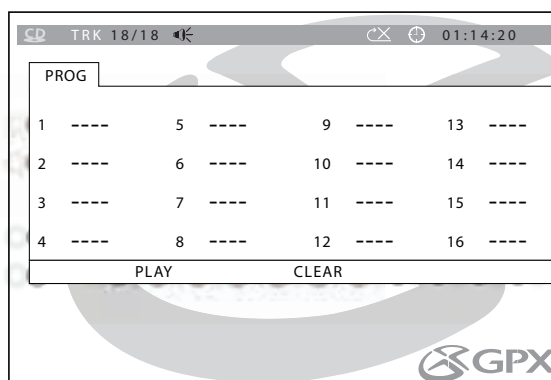 CD TRK 18/18 01:14:20
PROG
1 ---- 5 ---- 9 ---- 13 ----
2 ---- 6 ---- 10 ---- 14 ----
3 ---- 7 ---- 11 ---- 15 ----
4 ---- 8 ---- 12 ---- 16 ----
PLAY CLEAR
GPX